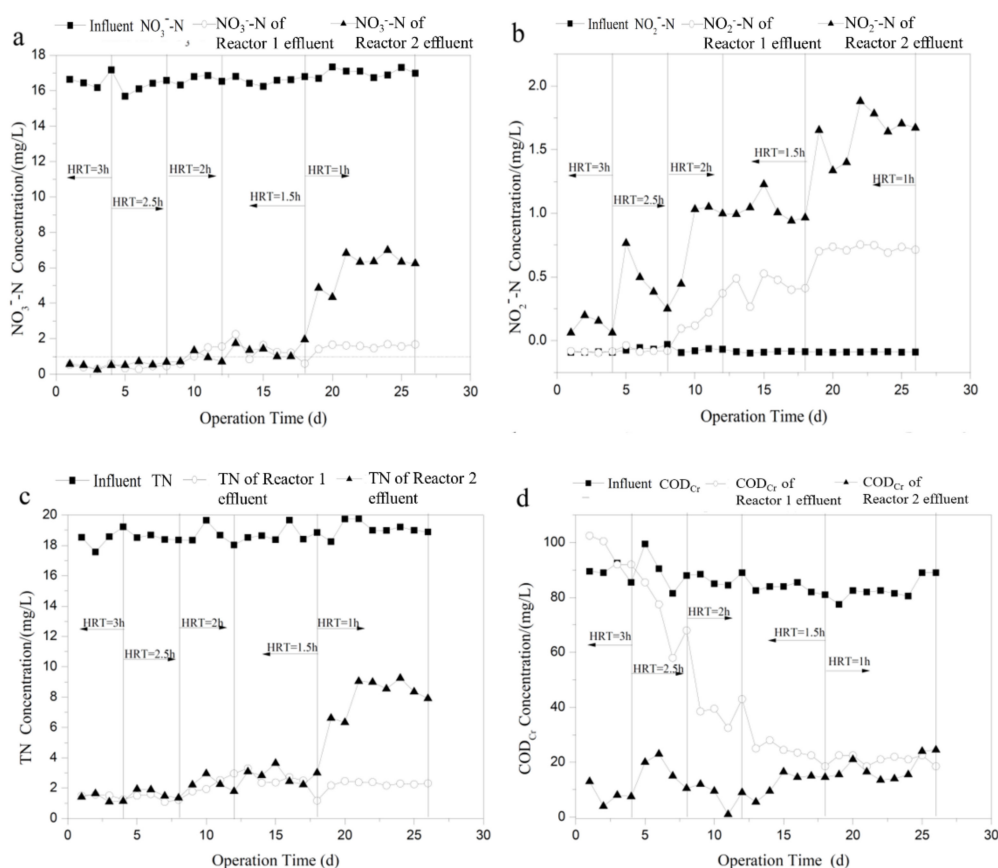 a
Influent NO₃⁻-N
NO₃⁻-N of
Reactor 1 effluent
NO₃⁻-N of
Reactor 2 effluent
3
18
16
14
12
10
8
6
4
2
0
NO₃⁻-N Concentration/(mg/L)
HRT=3h
HRT=2.5h
HRT=2h
HRT=1.5h
HRT=1h
0 5 10 15 20 25 30
Operation Time (d)
b
Influent NO₂⁻-N
NO₂⁻-N of
Reactor 1 effluent
NO₂⁻-N of
Reactor 2 effluent
2.0
1.5
1.0
0.5
0.0
NO₂⁻-N Concentration/(mg/L)
HRT=3h
HRT=2.5h
HRT=2h
HRT=1.5h
HRT=1h
0 5 10 15 20 25 30
Operation Time (d)
c
Influent TN
TN of Reactor 1
effluent
TN of Reactor 2
effluent
20
18
16
14
12
10
8
6
4
2
0
TN Concentration/(mg/L)
HRT=3h
HRT=2.5h
HRT=2h
HRT=1.5h
HRT=1h
0 5 10 15 20 25 30
Operation Time (d)
d
Influent COD_Cr
COD_Cr of
Reactor 1 effluent
COD_Cr of
Reactor 2 effluent
100
80
60
40
20
0
COD_Cr Concentration/(mg/L)
HRT=3h
HRT=2.5h
HRT=2h
HRT=1.5h
HRT=1h
0 5 10 15 20 25 30
Operation Time (d)